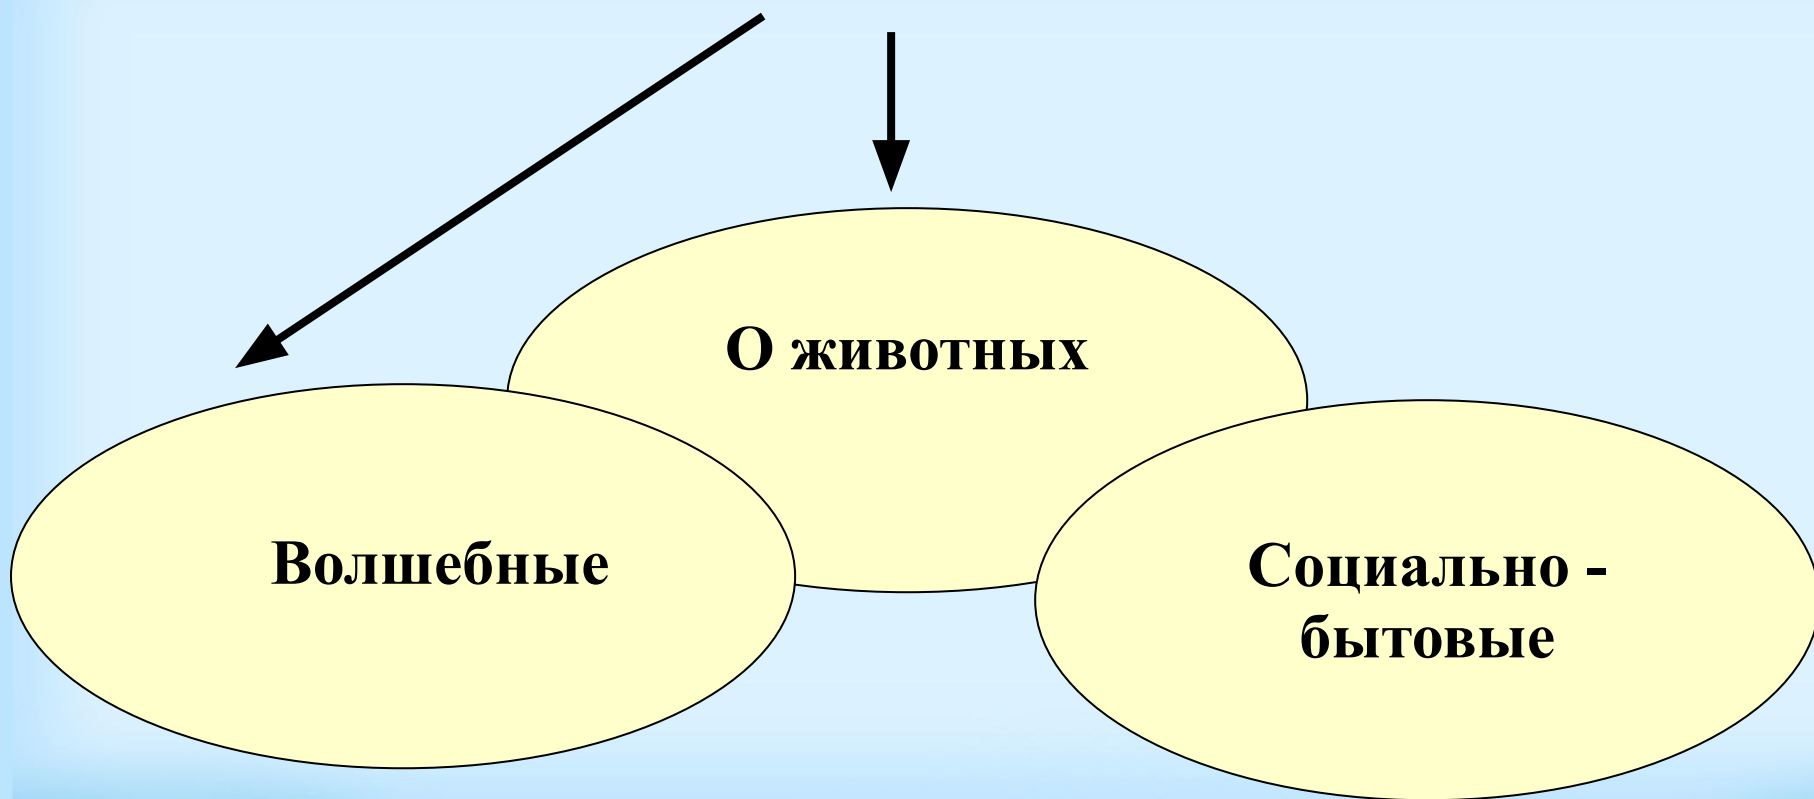 О животных
Волшебные
Социально -
бытовые